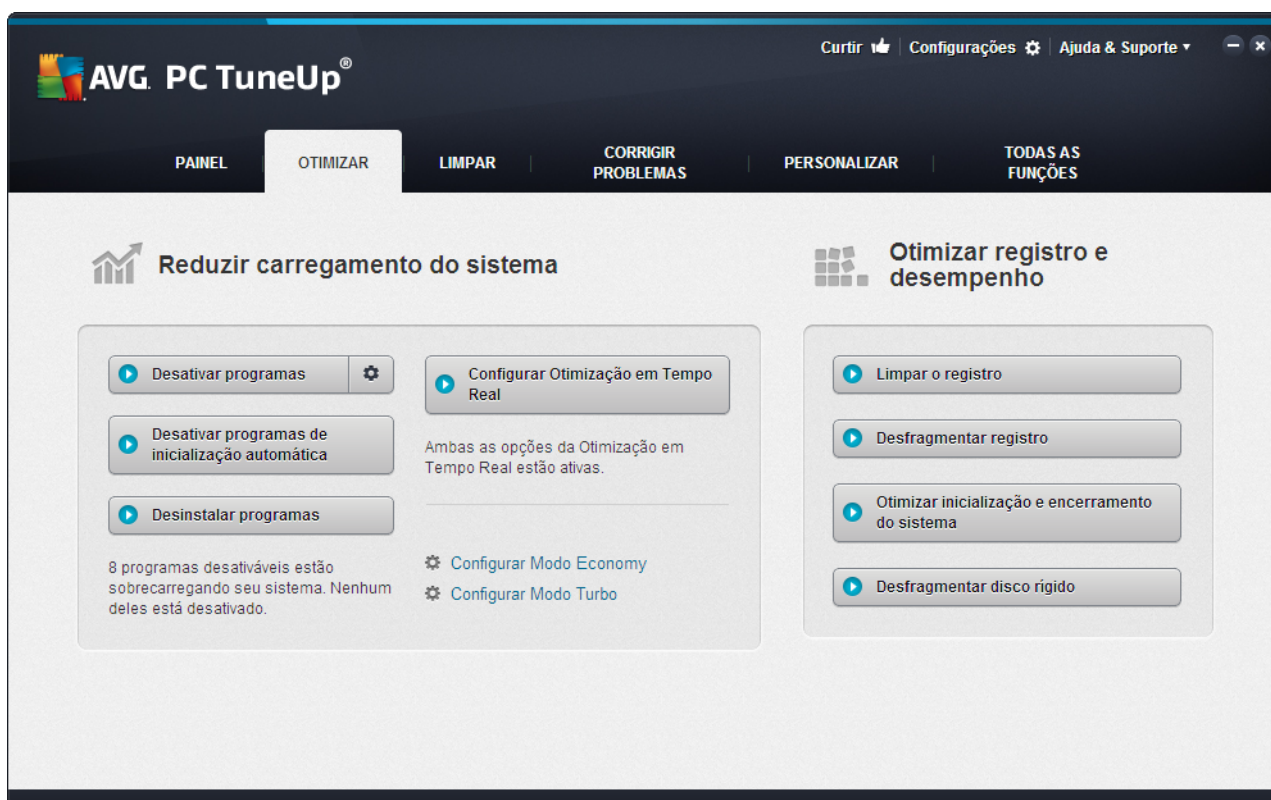 Curtir
Configurações
Ajuda & Suporte
AVG. PC TuneUp®
PAINEL
OTIMIZAR
LIMPAR
CORRIGIR
PROBLEMAS
PERSONALIZAR
TODAS AS
FUNÇÕES
Reduzir carregamento do sistema
Desativar programas
Desativar programas de
inicialização automática
Desinstalar programas
8 programas desativáveis estão
sobrecarregando seu sistema. Nenhum
deles está desativado.
Configurar Otimização em Tempo
Real
Ambas as opções da Otimização em
Tempo Real estão ativas.
Configurar Modo Economy
Configurar Modo Turbo
Otimizar registro e
desempenho
Limpar o registro
Desfragmentar registro
Otimizar inicialização e encerramento
do sistema
Desfragmentar disco rígido